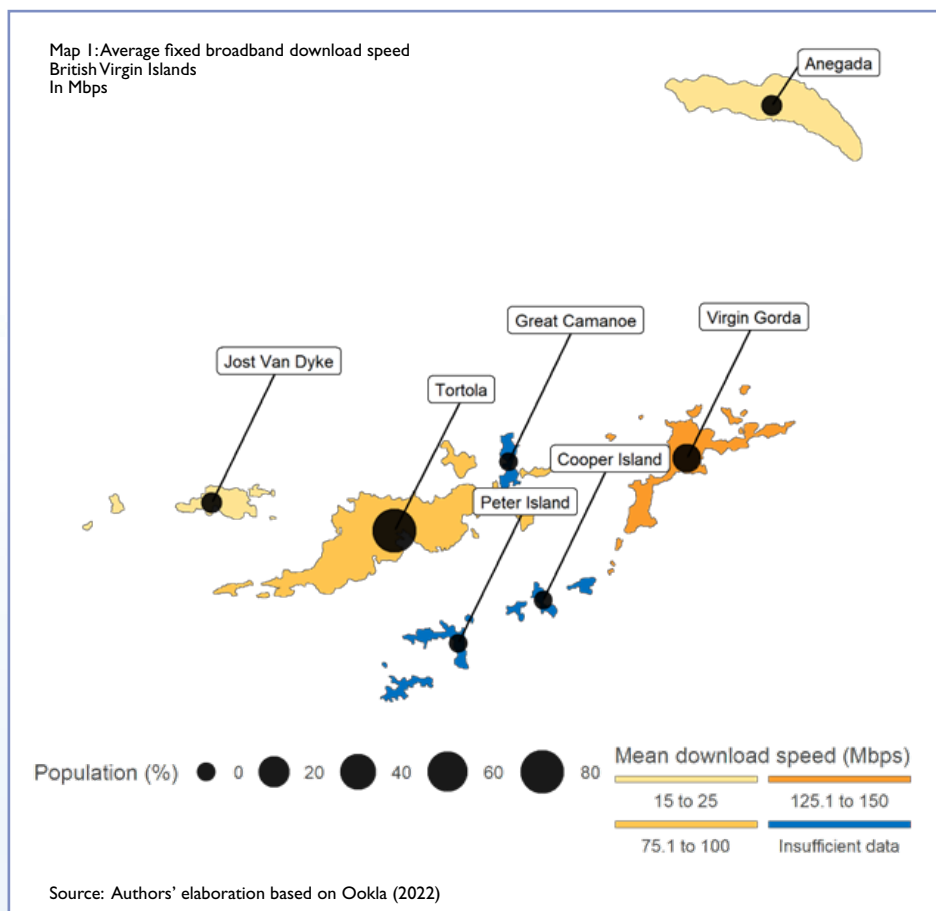 Map 1: Average fixed broadband download speed
British Virgin Islands
In Mbps
Anegada
Great Camanoe
Virgin Gorda
Jost Van Dyke
Tortola
Cooper Island
Peter Island
Population (%) 0 20 40 60 80
Mean download speed (Mbps)
15 to 25 125.1 to 150
75.1 to 100 Insufficient data
Source: Authors' elaboration based on Ookla (2022)